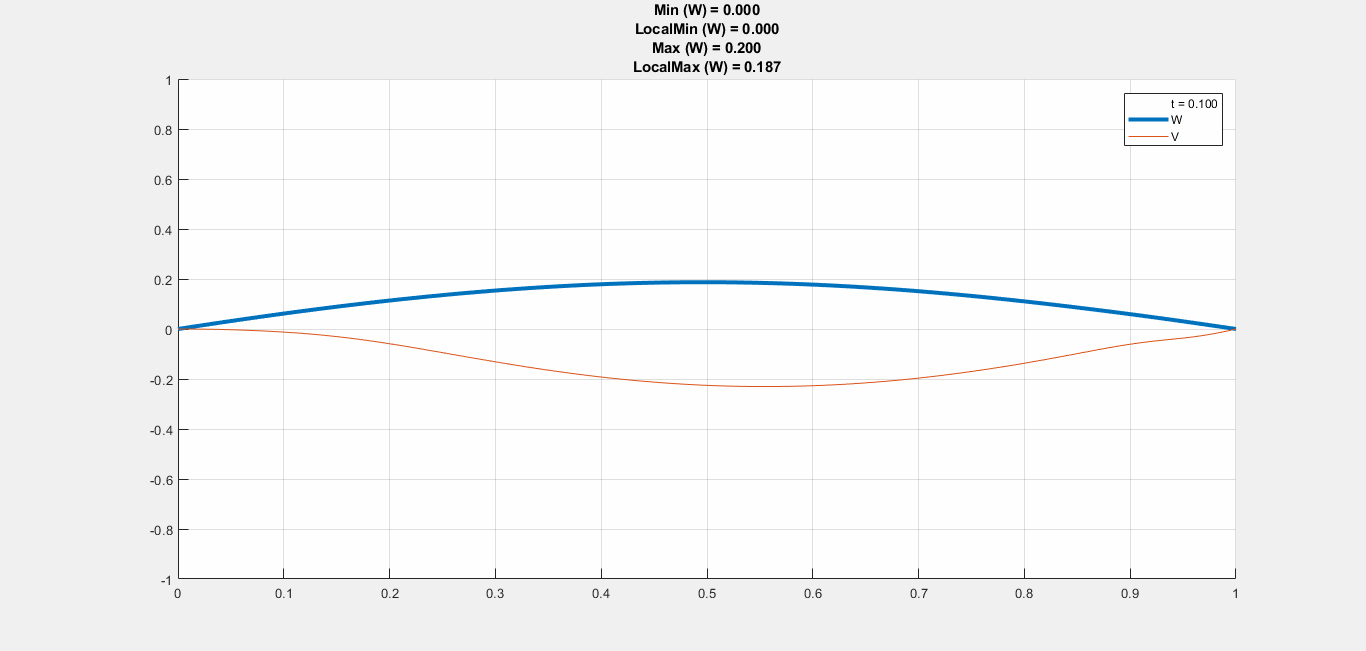 Min (W) = 0.000
LocalMin (W) = 0.000
Max (W) = 0.200
LocalMax (W) = 0.187
t = 0.100
W
V
1
0.8
0.6
0.4
0.2
0
-0.2
-0.4
-0.6
-0.8
-1
0 0.1 0.2 0.3 0.4 0.5 0.6 0.7 0.8 0.9 1